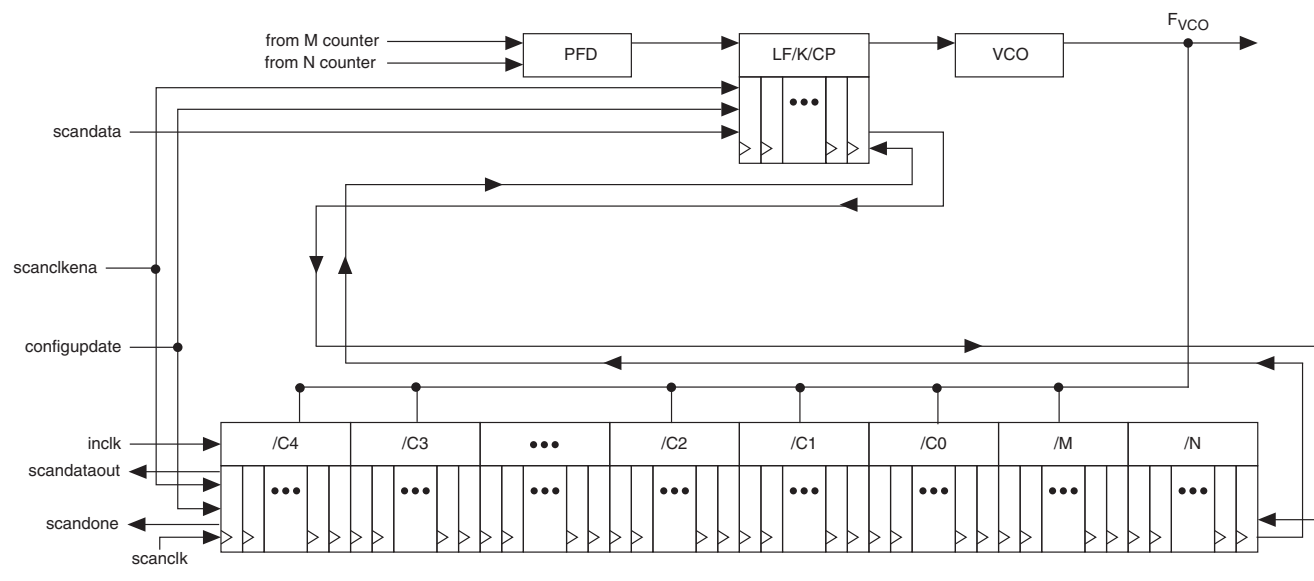 F_VCO
from M counter
from N counter
PFD
LF/K/CP
VCO
•••
scandata
scanclkena
configupdate
inclk
/C4
/C3
•••
/C2
/C1
/C0
/M
/N
scandataout
•••
•••
•••
•••
•••
•••
•••
•••
scandone
scanclk